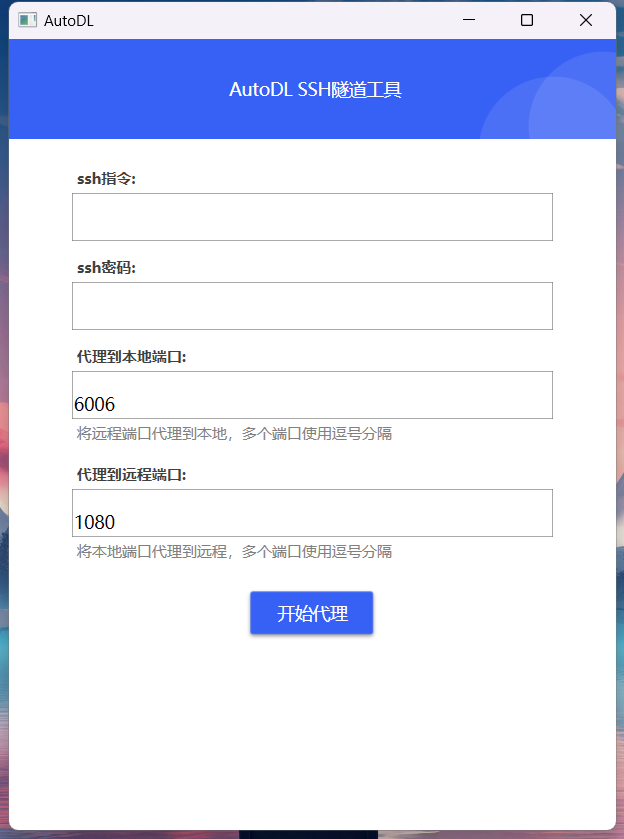 AutoDL
AutoDL SSH隧道工具
ssh指令:
ssh密码:
代理到本地端口:
6006
将远程端口代理到本地，多个端口使用逗号分隔
代理到远程端口:
1080
将本地端口代理到远程，多个端口使用逗号分隔
开始代理